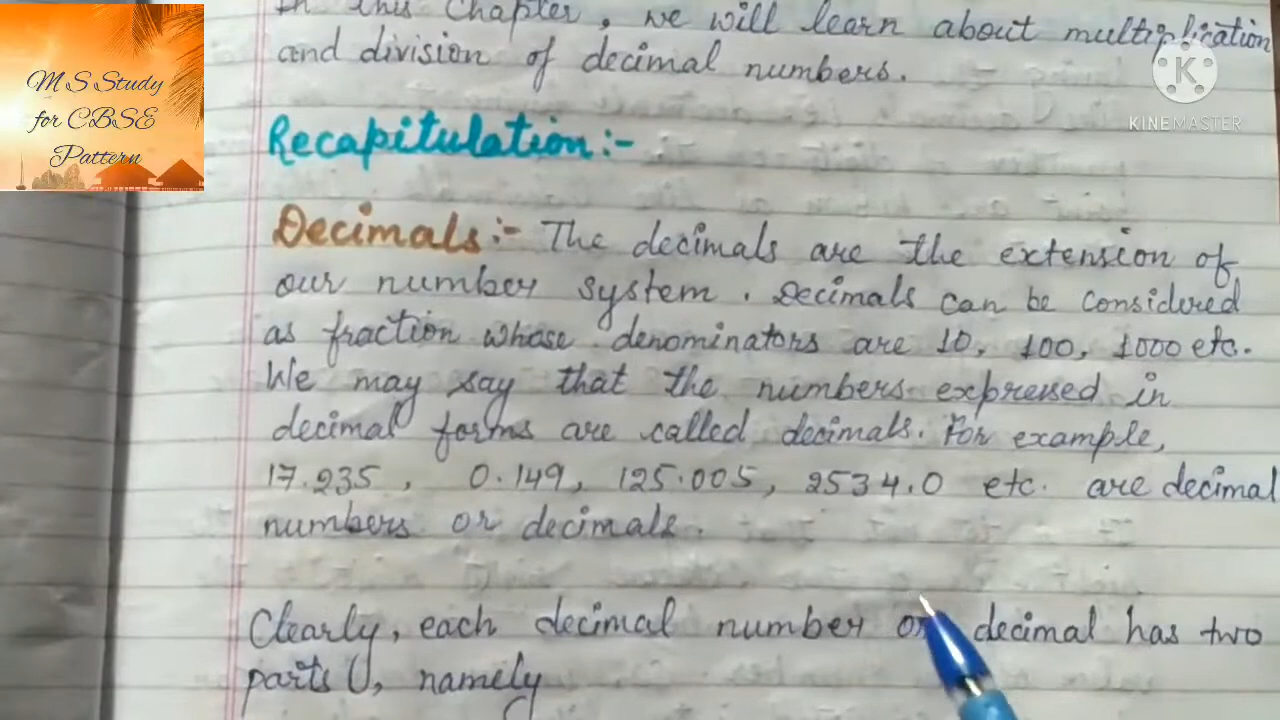 In this Chapter, we will learn about multiplication
and division of decimal numbers.
Recapitulation:-
Decimals:- The decimals are the extension of
our number system. Decimals can be considered
as fraction whose denominators are 10, 100, 1000 etc.
We may say that the numbers expressed in
decimal forms are called decimals. For example,
17.235, 0.149, 125.005, 2534.0 etc. are decimal
numbers or decimals.
Clearly, each decimal number or decimal has two
parts, namely
M S Study
for CBSE
Pattern
K
KINEMASTER